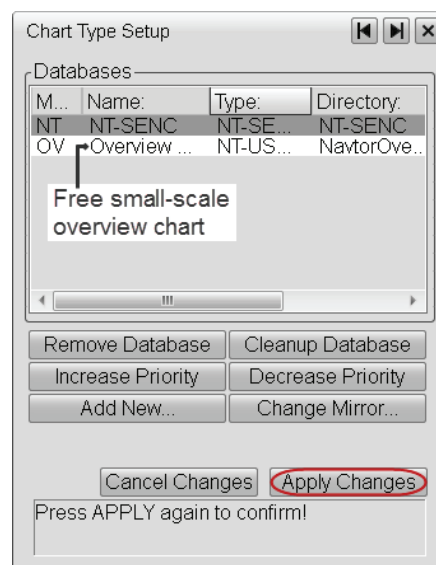 Chart Type Setup
Databases
M... Name: Type: Directory:
NT NT-SENC NT-SE... NT-SENC
OV Overview ... NT-US... NavtorOve..
Free small-scale
overview chart
Remove Database Cleanup Database
Increase Priority Decrease Priority
Add New... Change Mirror...
Cancel Changes Apply Changes
Press APPLY again to confirm!